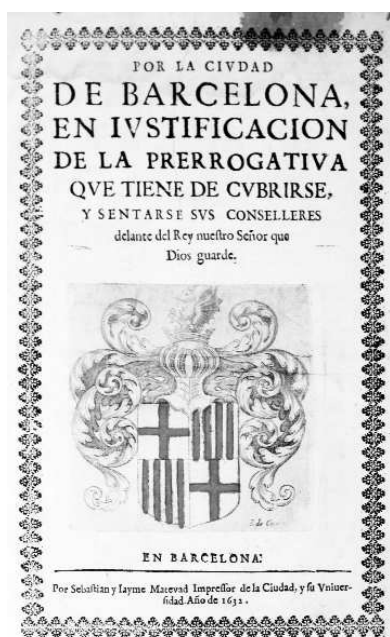 POR LA CIVDAD
DE BARCELONA,
EN IVSTIFICACION
DE LA PRERROGATIVA
QVE TIENE DE CVBRIRSE,
Y SENTARSE SVS CONSELLERES
delante del Rey nueſtro Señor que
Dios guarde.
EN BARCELONA:
Por Sebaſtian y Iayme Matevad Impreſſor de la Ciudad, y ſu Vniuer-
ſidad. Año de 1632.